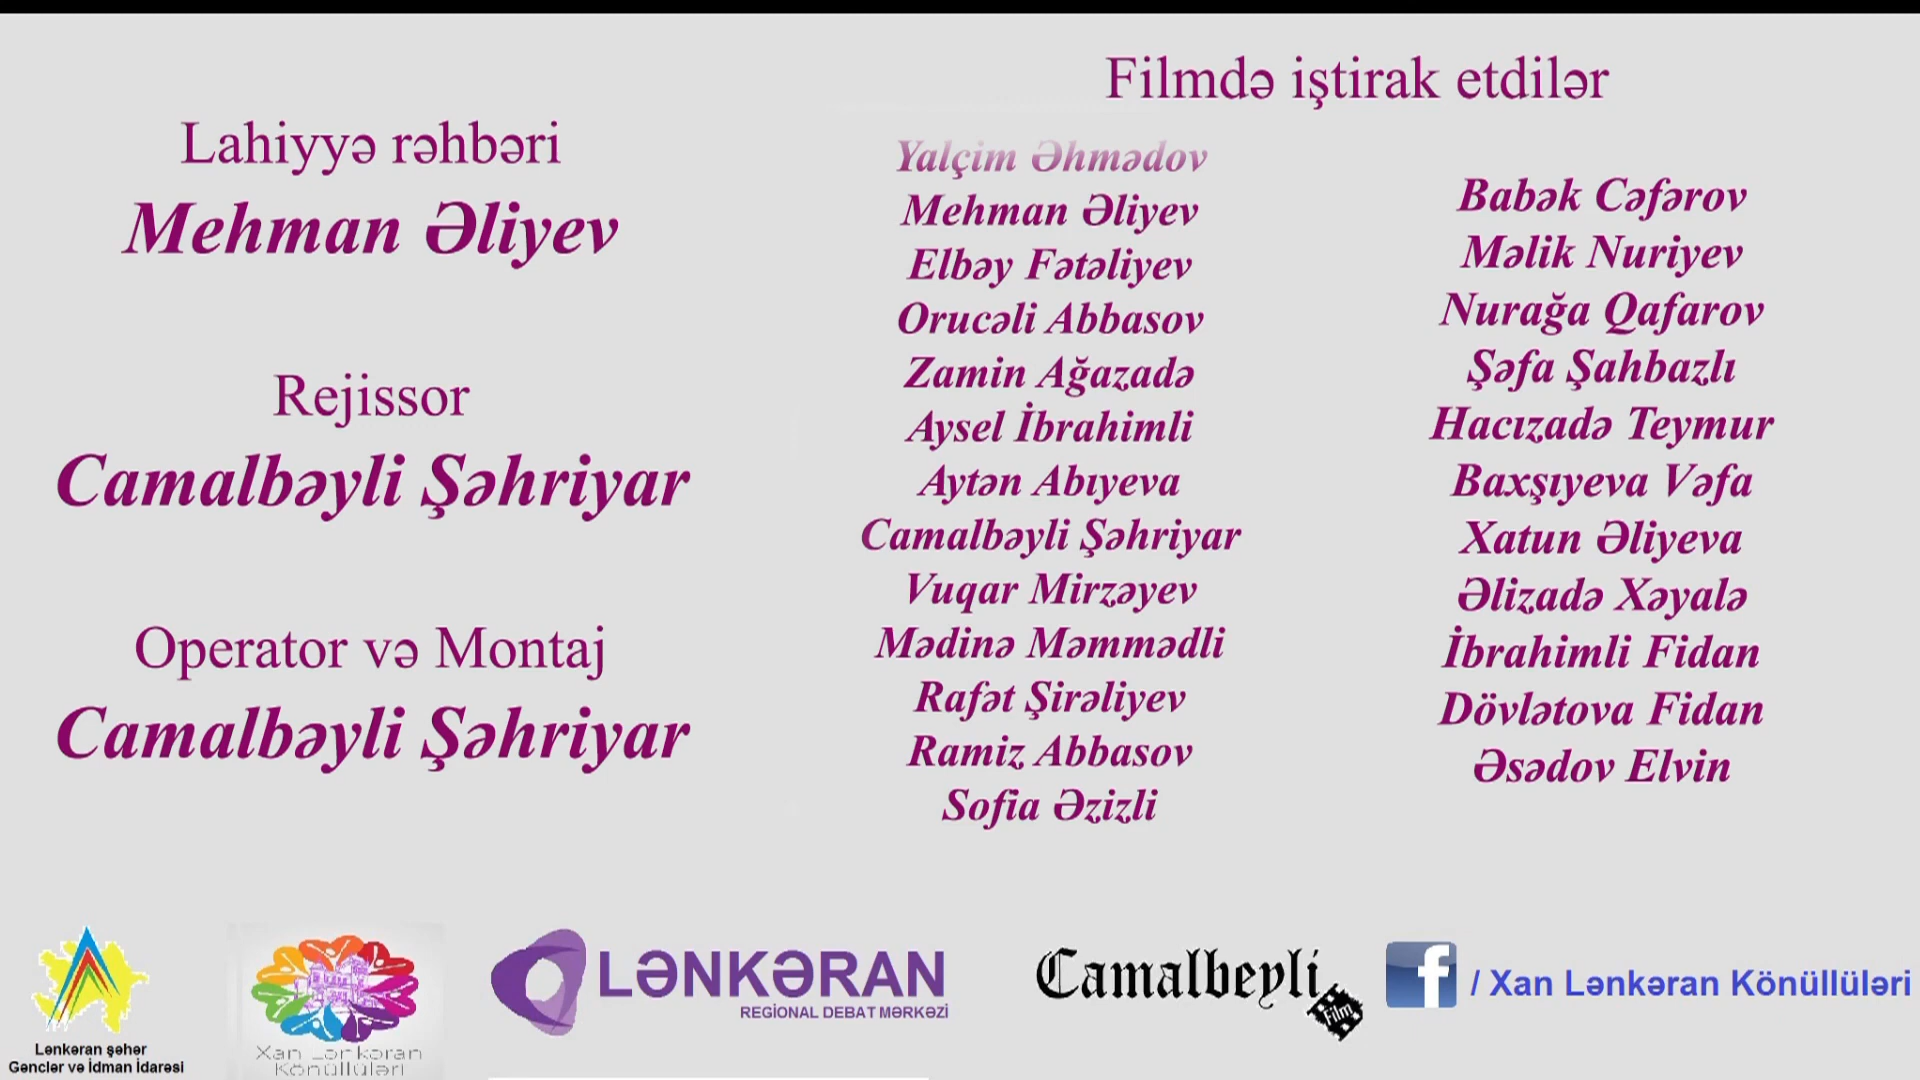 Filmdə iştirak etdilər
Lahiyyə rəhbəri
Mehman Əliyev
Rejissor
Camalbəyli Şəhriyar
Operator və Montaj
Camalbəyli Şəhriyar
Yalçim Əhmədov
Mehman Əliyev
Elbəy Fətəliyev
Orucəli Abbasov
Zamin Ağazadə
Aysel İbrahimli
Aytən Abıyeva
Camalbəyli Şəhriyar
Vuqar Mirzəyev
Mədinə Məmmədli
Rafət Şirəliyev
Ramiz Abbasov
Sofia Əzizli
Babək Cəfərov
Məlik Nuriyev
Nurağa Qafarov
Şəfa Şahbazlı
Hacızadə Teymur
Baxşıyeva Vəfa
Xatun Əliyeva
Əlizadə Xəyalə
İbrahimli Fidan
Dövlətova Fidan
Əsədov Elvin
Lənkəran şəhər
Gənclər və İdman İdarəsi
Xan Lənkəran
Könüllüləri
LƏNKƏRAN
REGİONAL DEBAT MƏRKƏZİ
Camalbeyli
Film
f / Xan Lənkəran Könüllüləri